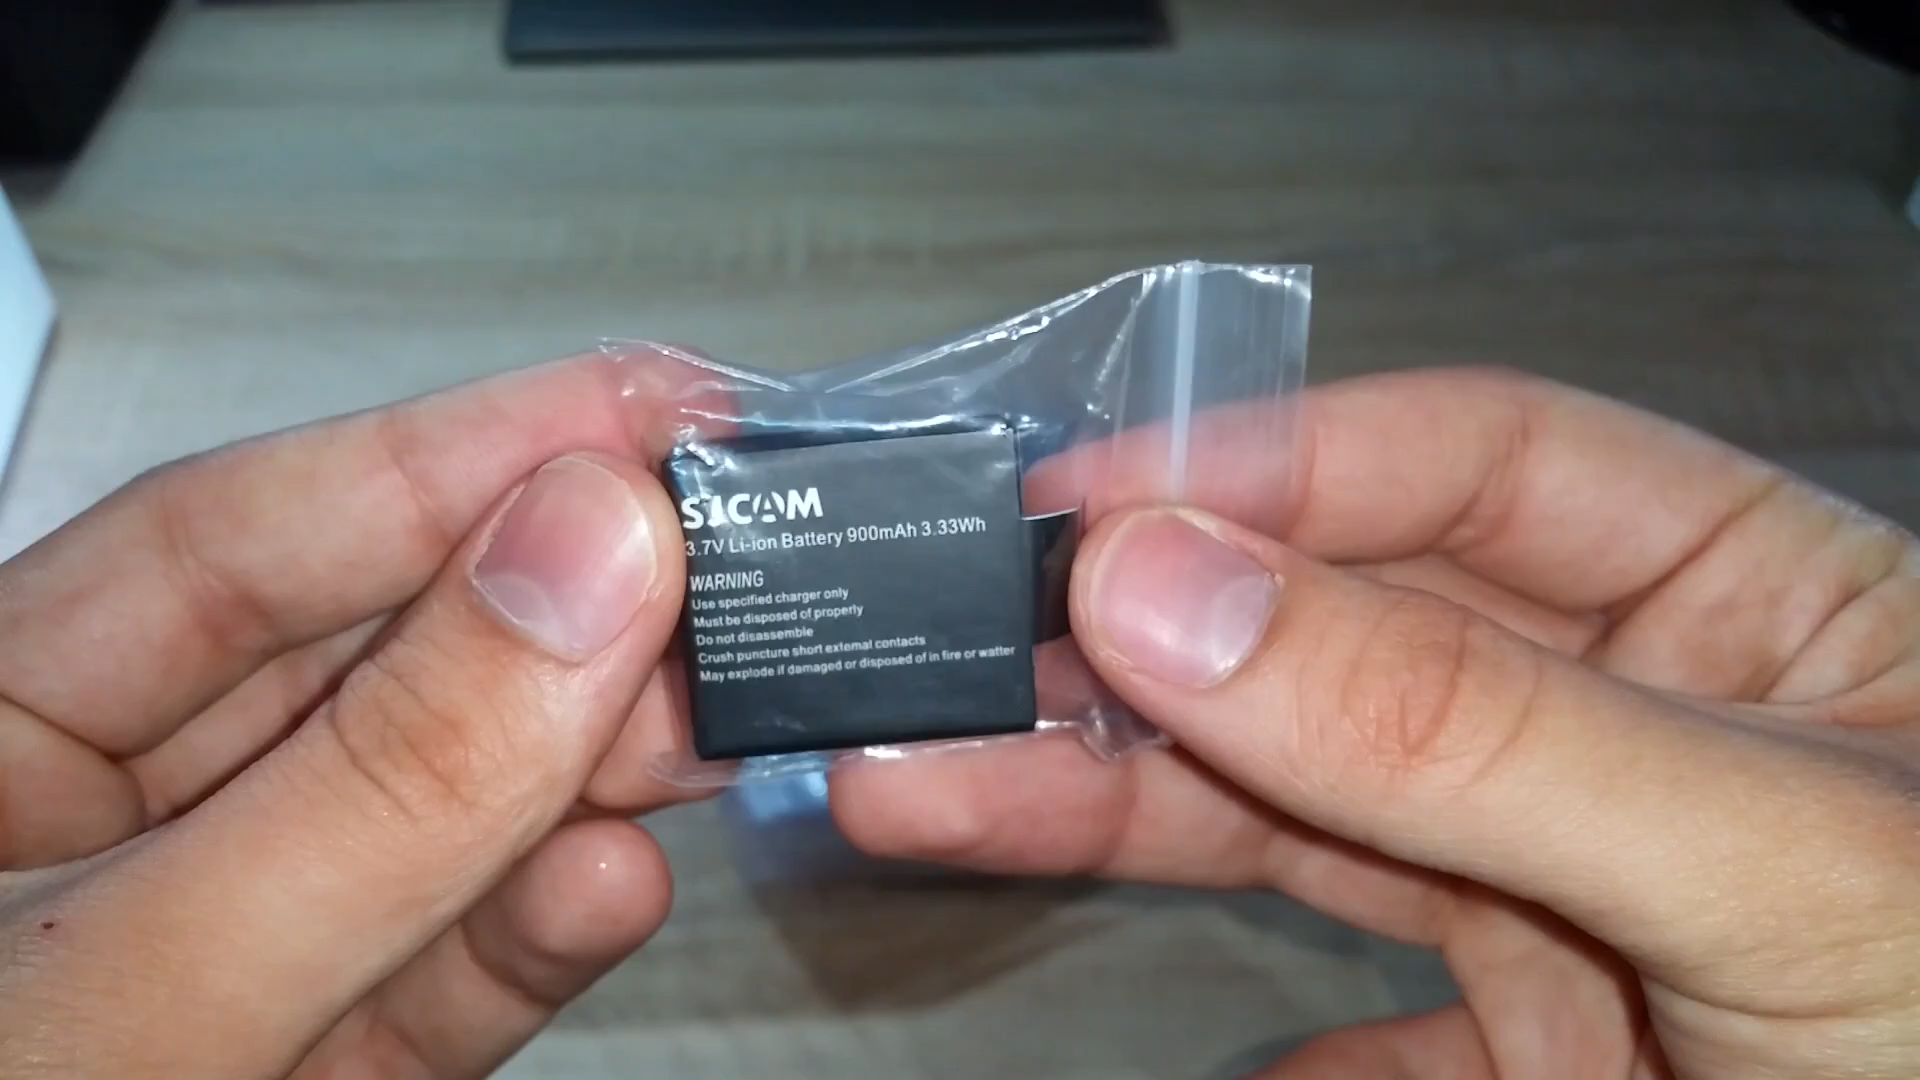 SJCAM
3.7V Li-ion Battery 900mAh 3.33Wh
WARNING
Use specified charger only
Must be disposed of properly
Do not disassemble
Crush puncture short external contacts
May explode if damaged or disposed of in fire or watter